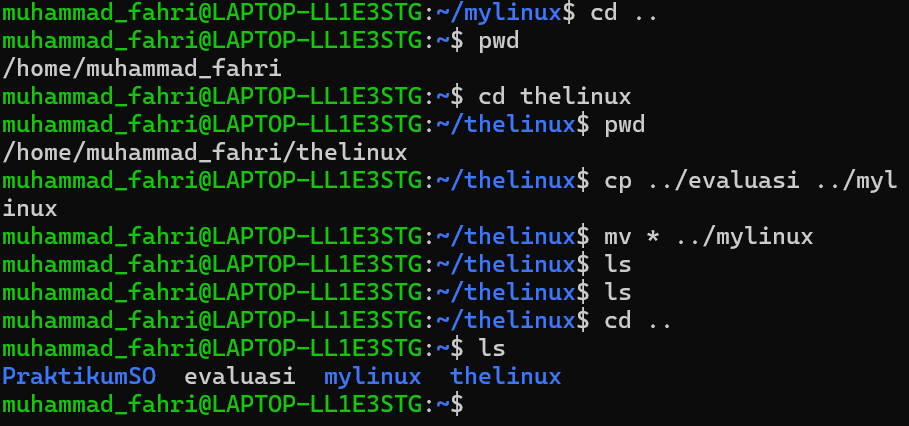 muhammad_fahri@LAPTOP-LL1E3STG:~/mylinux$ cd ..
muhammad_fahri@LAPTOP-LL1E3STG:~$ pwd
/home/muhammad_fahri
muhammad_fahri@LAPTOP-LL1E3STG:~$ cd thelinux
muhammad_fahri@LAPTOP-LL1E3STG:~/thelinux$ pwd
/home/muhammad_fahri/thelinux
muhammad_fahri@LAPTOP-LL1E3STG:~/thelinux$ cp ../evaluasi ../myl
inux
muhammad_fahri@LAPTOP-LL1E3STG:~/thelinux$ mv * ../mylinux
muhammad_fahri@LAPTOP-LL1E3STG:~/thelinux$ ls
muhammad_fahri@LAPTOP-LL1E3STG:~/thelinux$ ls
muhammad_fahri@LAPTOP-LL1E3STG:~/thelinux$ cd ..
muhammad_fahri@LAPTOP-LL1E3STG:~$ ls
PraktikumSO  evaluasi  mylinux  thelinux
muhammad_fahri@LAPTOP-LL1E3STG:~$